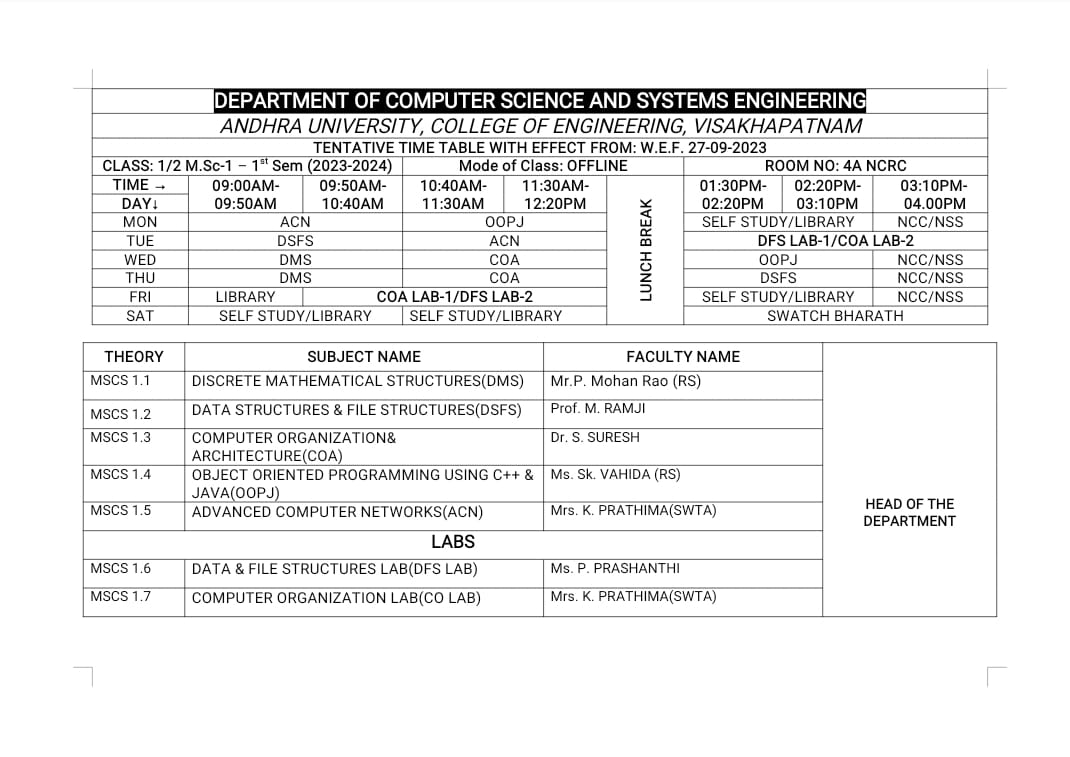 DEPARTMENT OF COMPUTER SCIENCE AND SYSTEMS ENGINEERING
ANDHRA UNIVERSITY, COLLEGE OF ENGINEERING, VISAKHAPATNAM
TENTATIVE TIME TABLE WITH EFFECT FROM: W.E.F. 27-09-2023
CLASS: 1/2 M.Sc-1 – 1st Sem (2023-2024) Mode of Class: OFFLINE ROOM NO: 4A NCRC
TIME → 09:00AM- 09:50AM- 10:40AM- 11:30AM- 01:30PM- 02:20PM- 03:10PM-
DAY↓ 09:50AM 10:40AM 11:30AM 12:20PM 02:20PM 03:10PM 04.00PM
LUNCH BREAK
MON ACN OOPJ SELF STUDY/LIBRARY NCC/NSS
TUE DSFS ACN DFS LAB-1/COA LAB-2
WED DMS COA OOPJ NCC/NSS
THU DMS COA DSFS NCC/NSS
FRI LIBRARY COA LAB-1/DFS LAB-2 SELF STUDY/LIBRARY NCC/NSS
SAT SELF STUDY/LIBRARY SELF STUDY/LIBRARY SWATCH BHARATH
THEORY SUBJECT NAME FACULTY NAME
MSCS 1.1 DISCRETE MATHEMATICAL STRUCTURES(DMS) Mr.P. Mohan Rao (RS)
MSCS 1.2 DATA STRUCTURES & FILE STRUCTURES(DSFS) Prof. M. RAMJI
MSCS 1.3 COMPUTER ORGANIZATION& Dr. S. SURESH
ARCHITECTURE(COA)
MSCS 1.4 OBJECT ORIENTED PROGRAMMING USING C++ & Ms. Sk. VAHIDA (RS)
JAVA(OOPJ)
MSCS 1.5 ADVANCED COMPUTER NETWORKS(ACN) Mrs. K. PRATHIMA(SWTA)
LABS
MSCS 1.6 DATA & FILE STRUCTURES LAB(DFS LAB) Ms. P. PRASHANTHI
MSCS 1.7 COMPUTER ORGANIZATION LAB(CO LAB) Mrs. K. PRATHIMA(SWTA)
HEAD OF THE
DEPARTMENT